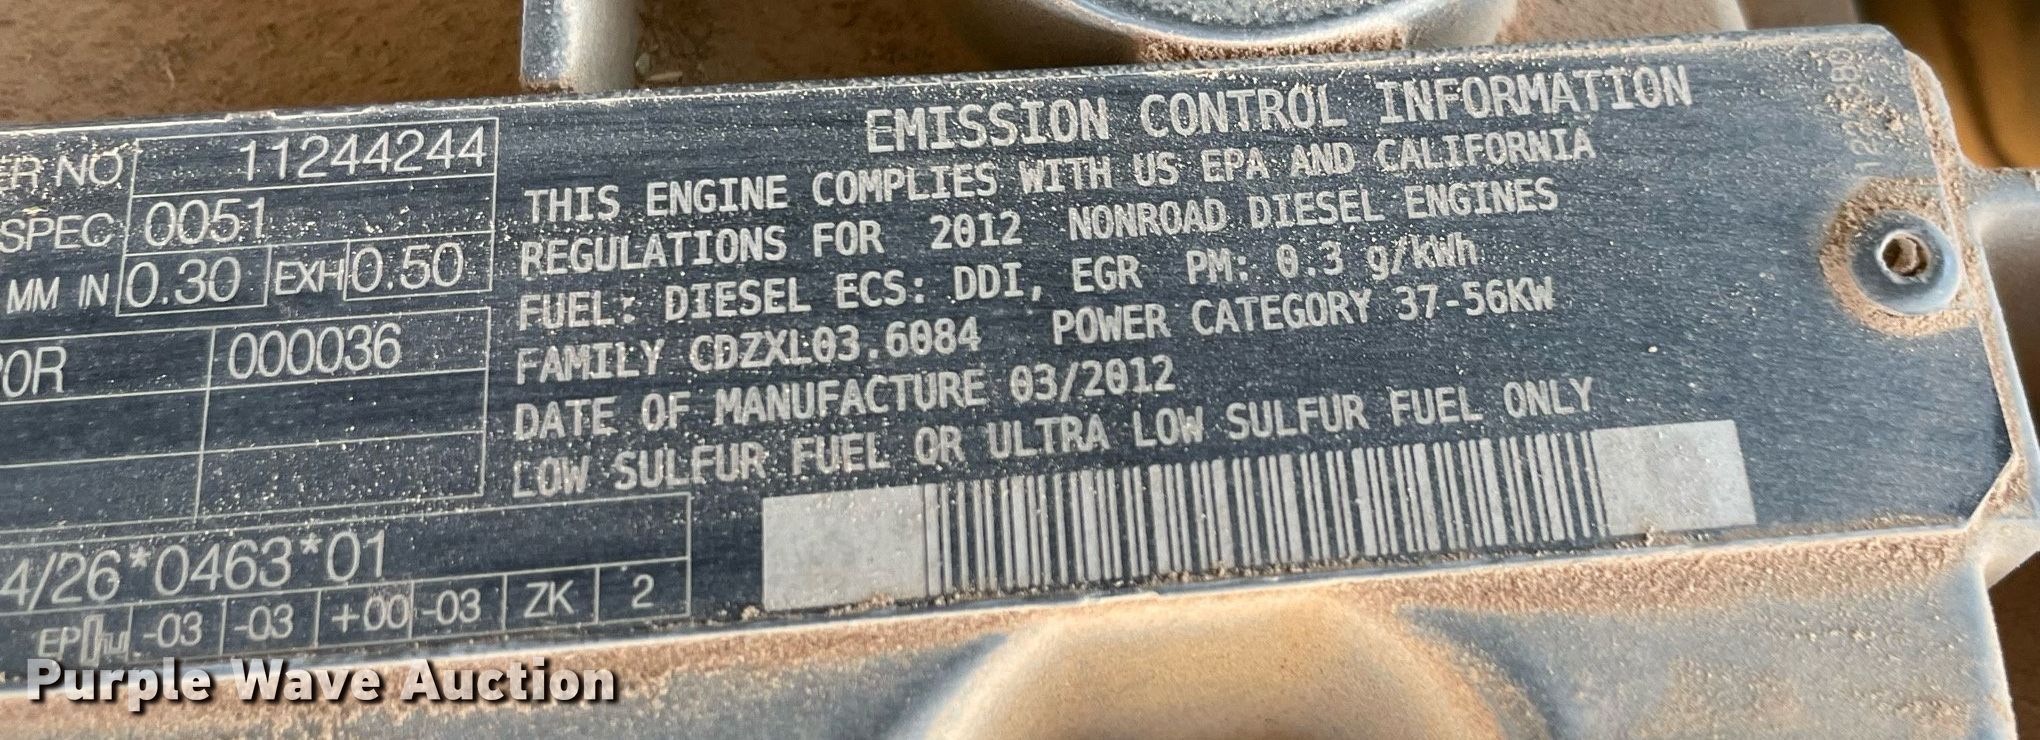 ER NO 11244244
SPEC 0051
MM IN 0.30 EXH 0.50
OR 000036
4/26*0463*01
EP -03 -03 +00 -03 ZK 2
EMISSION CONTROL INFORMATION
THIS ENGINE COMPLIES WITH US EPA AND CALIFORNIA
REGULATIONS FOR 2012 NONROAD DIESEL ENGINES
FUEL: DIESEL ECS: DDI, EGR PM: 0.3 g/kWh
FAMILY CDZXL03.6084 POWER CATEGORY 37-56KW
DATE OF MANUFACTURE 03/2012
LOW SULFUR FUEL OR ULTRA LOW SULFUR FUEL ONLY
Purple Wave Auction